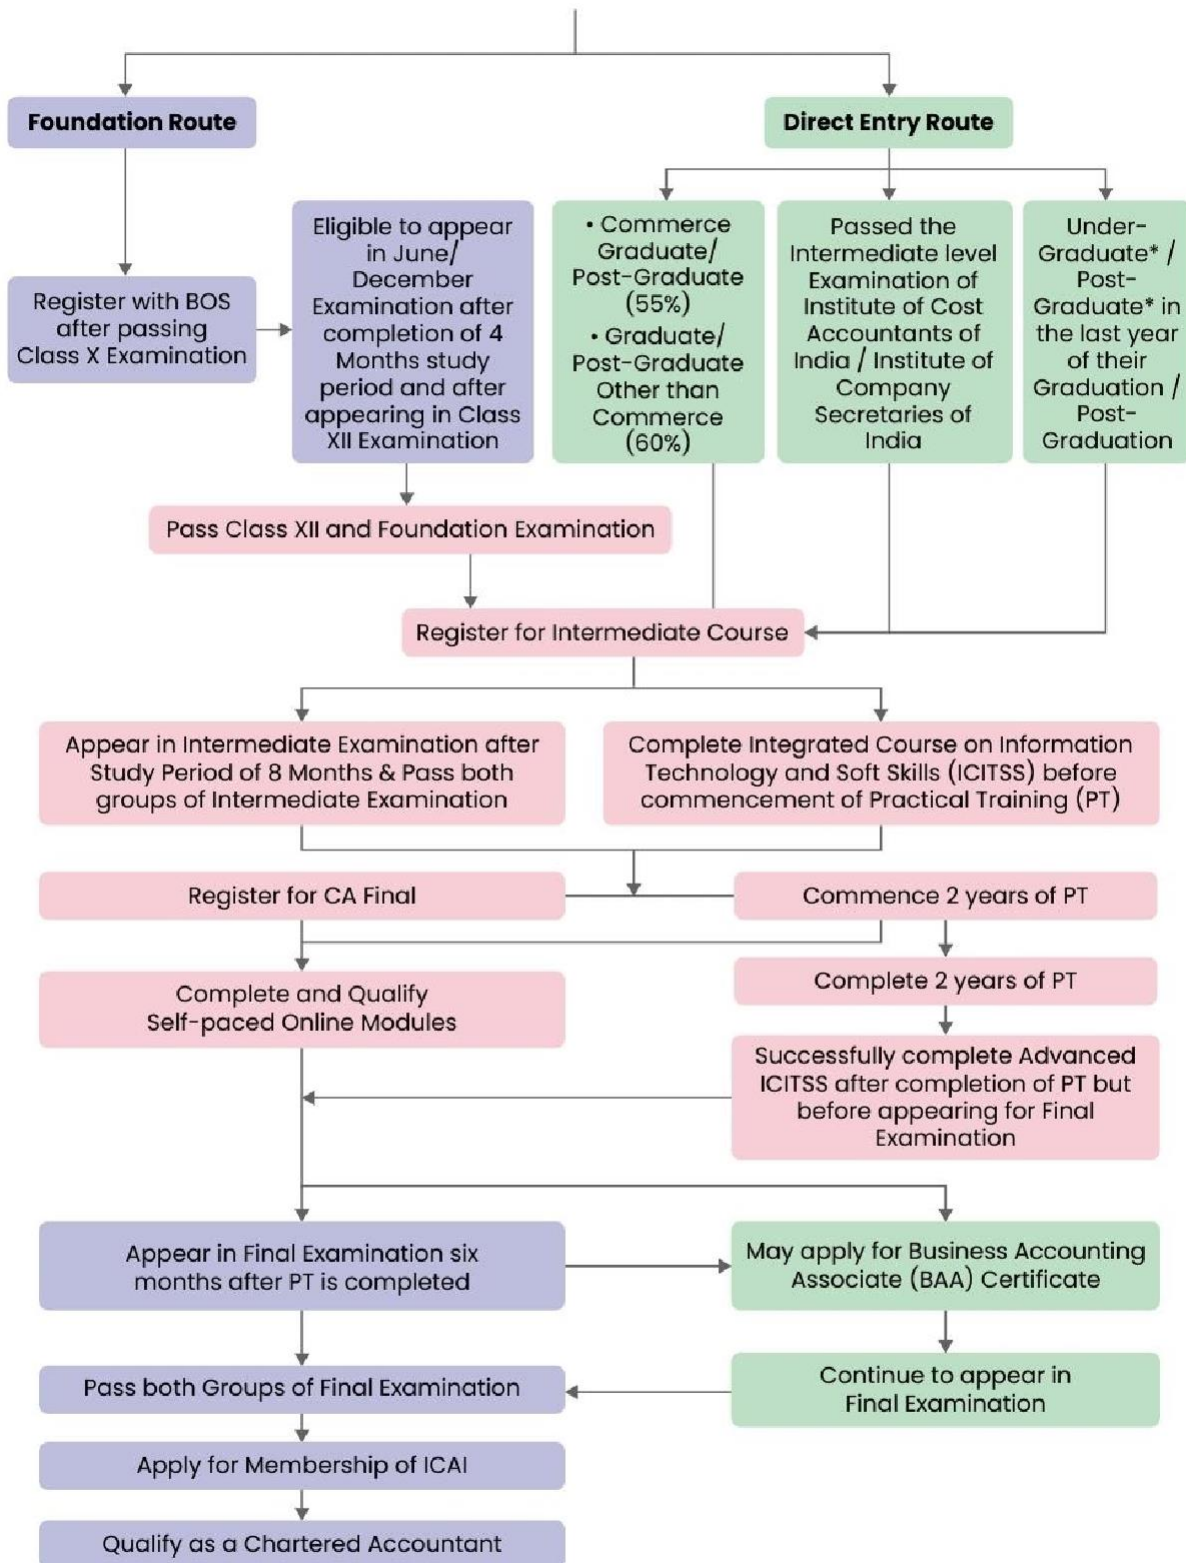 Foundation Route
Direct Entry Route
Register with BOS
after passing
Class X Examination
Eligible to appear
in June/
December
Examination after
completion of 4
Months study
period and after
appearing in Class
XII Examination
• Commerce
Graduate/
Post-Graduate
(55%)
• Graduate/
Post-Graduate
Other than
Commerce
(60%)
Passed the
Intermediate level
Examination of
Institute of Cost
Accountants of
India / Institute of
Company
Secretaries of
India
Under-
Graduate* /
Post-
Graduate* in
the last year
of their
Graduation /
Post-
Graduation
Pass Class XII and Foundation Examination
Register for Intermediate Course
Appear in Intermediate Examination after
Study Period of 8 Months & Pass both
groups of Intermediate Examination
Complete Integrated Course on Information
Technology and Soft Skills (ICITSS) before
commencement of Practical Training (PT)
Register for CA Final
Commence 2 years of PT
Complete and Qualify
Self-paced Online Modules
Complete 2 years of PT
Successfully complete Advanced
ICITSS after completion of PT but
before appearing for Final
Examination
Appear in Final Examination six
months after PT is completed
May apply for Business Accounting
Associate (BAA) Certificate
Pass both Groups of Final Examination
Continue to appear in
Final Examination
Apply for Membership of ICAI
Qualify as a Chartered Accountant